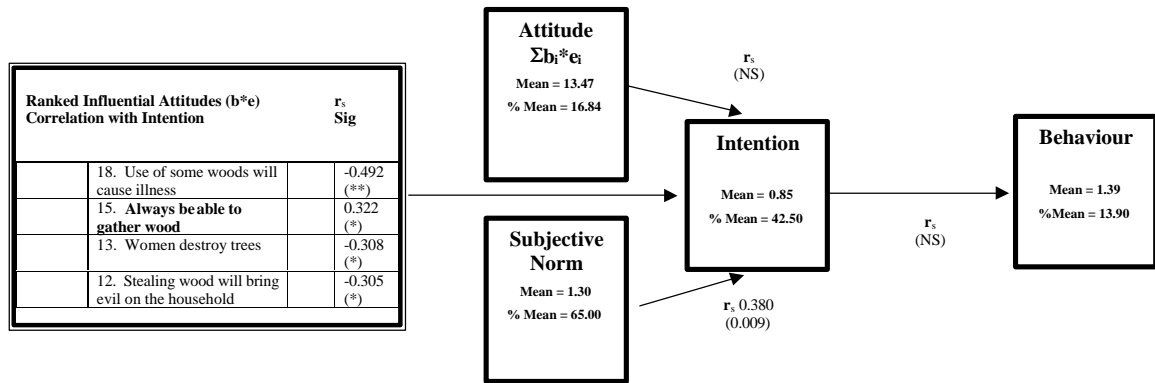 Ranked Influential Attitudes (b*e) rs
Correlation with Intention Sig
18. Use of some woods will -0.492
cause illness (**)
15. Always be able to 0.322
gather wood (*)
13. Women destroy trees -0.308
(*)
12. Stealing wood will bring -0.305
evil on the household (*)
Attitude
Σbi*ei
Mean = 13.47
% Mean = 16.84
Subjective
Norm
Mean = 1.30
% Mean = 65.00
rs
(NS)
rs 0.380
(0.009)
Intention
Mean = 0.85
% Mean = 42.50
rs
(NS)
Behaviour
Mean = 1.39
%Mean = 13.90